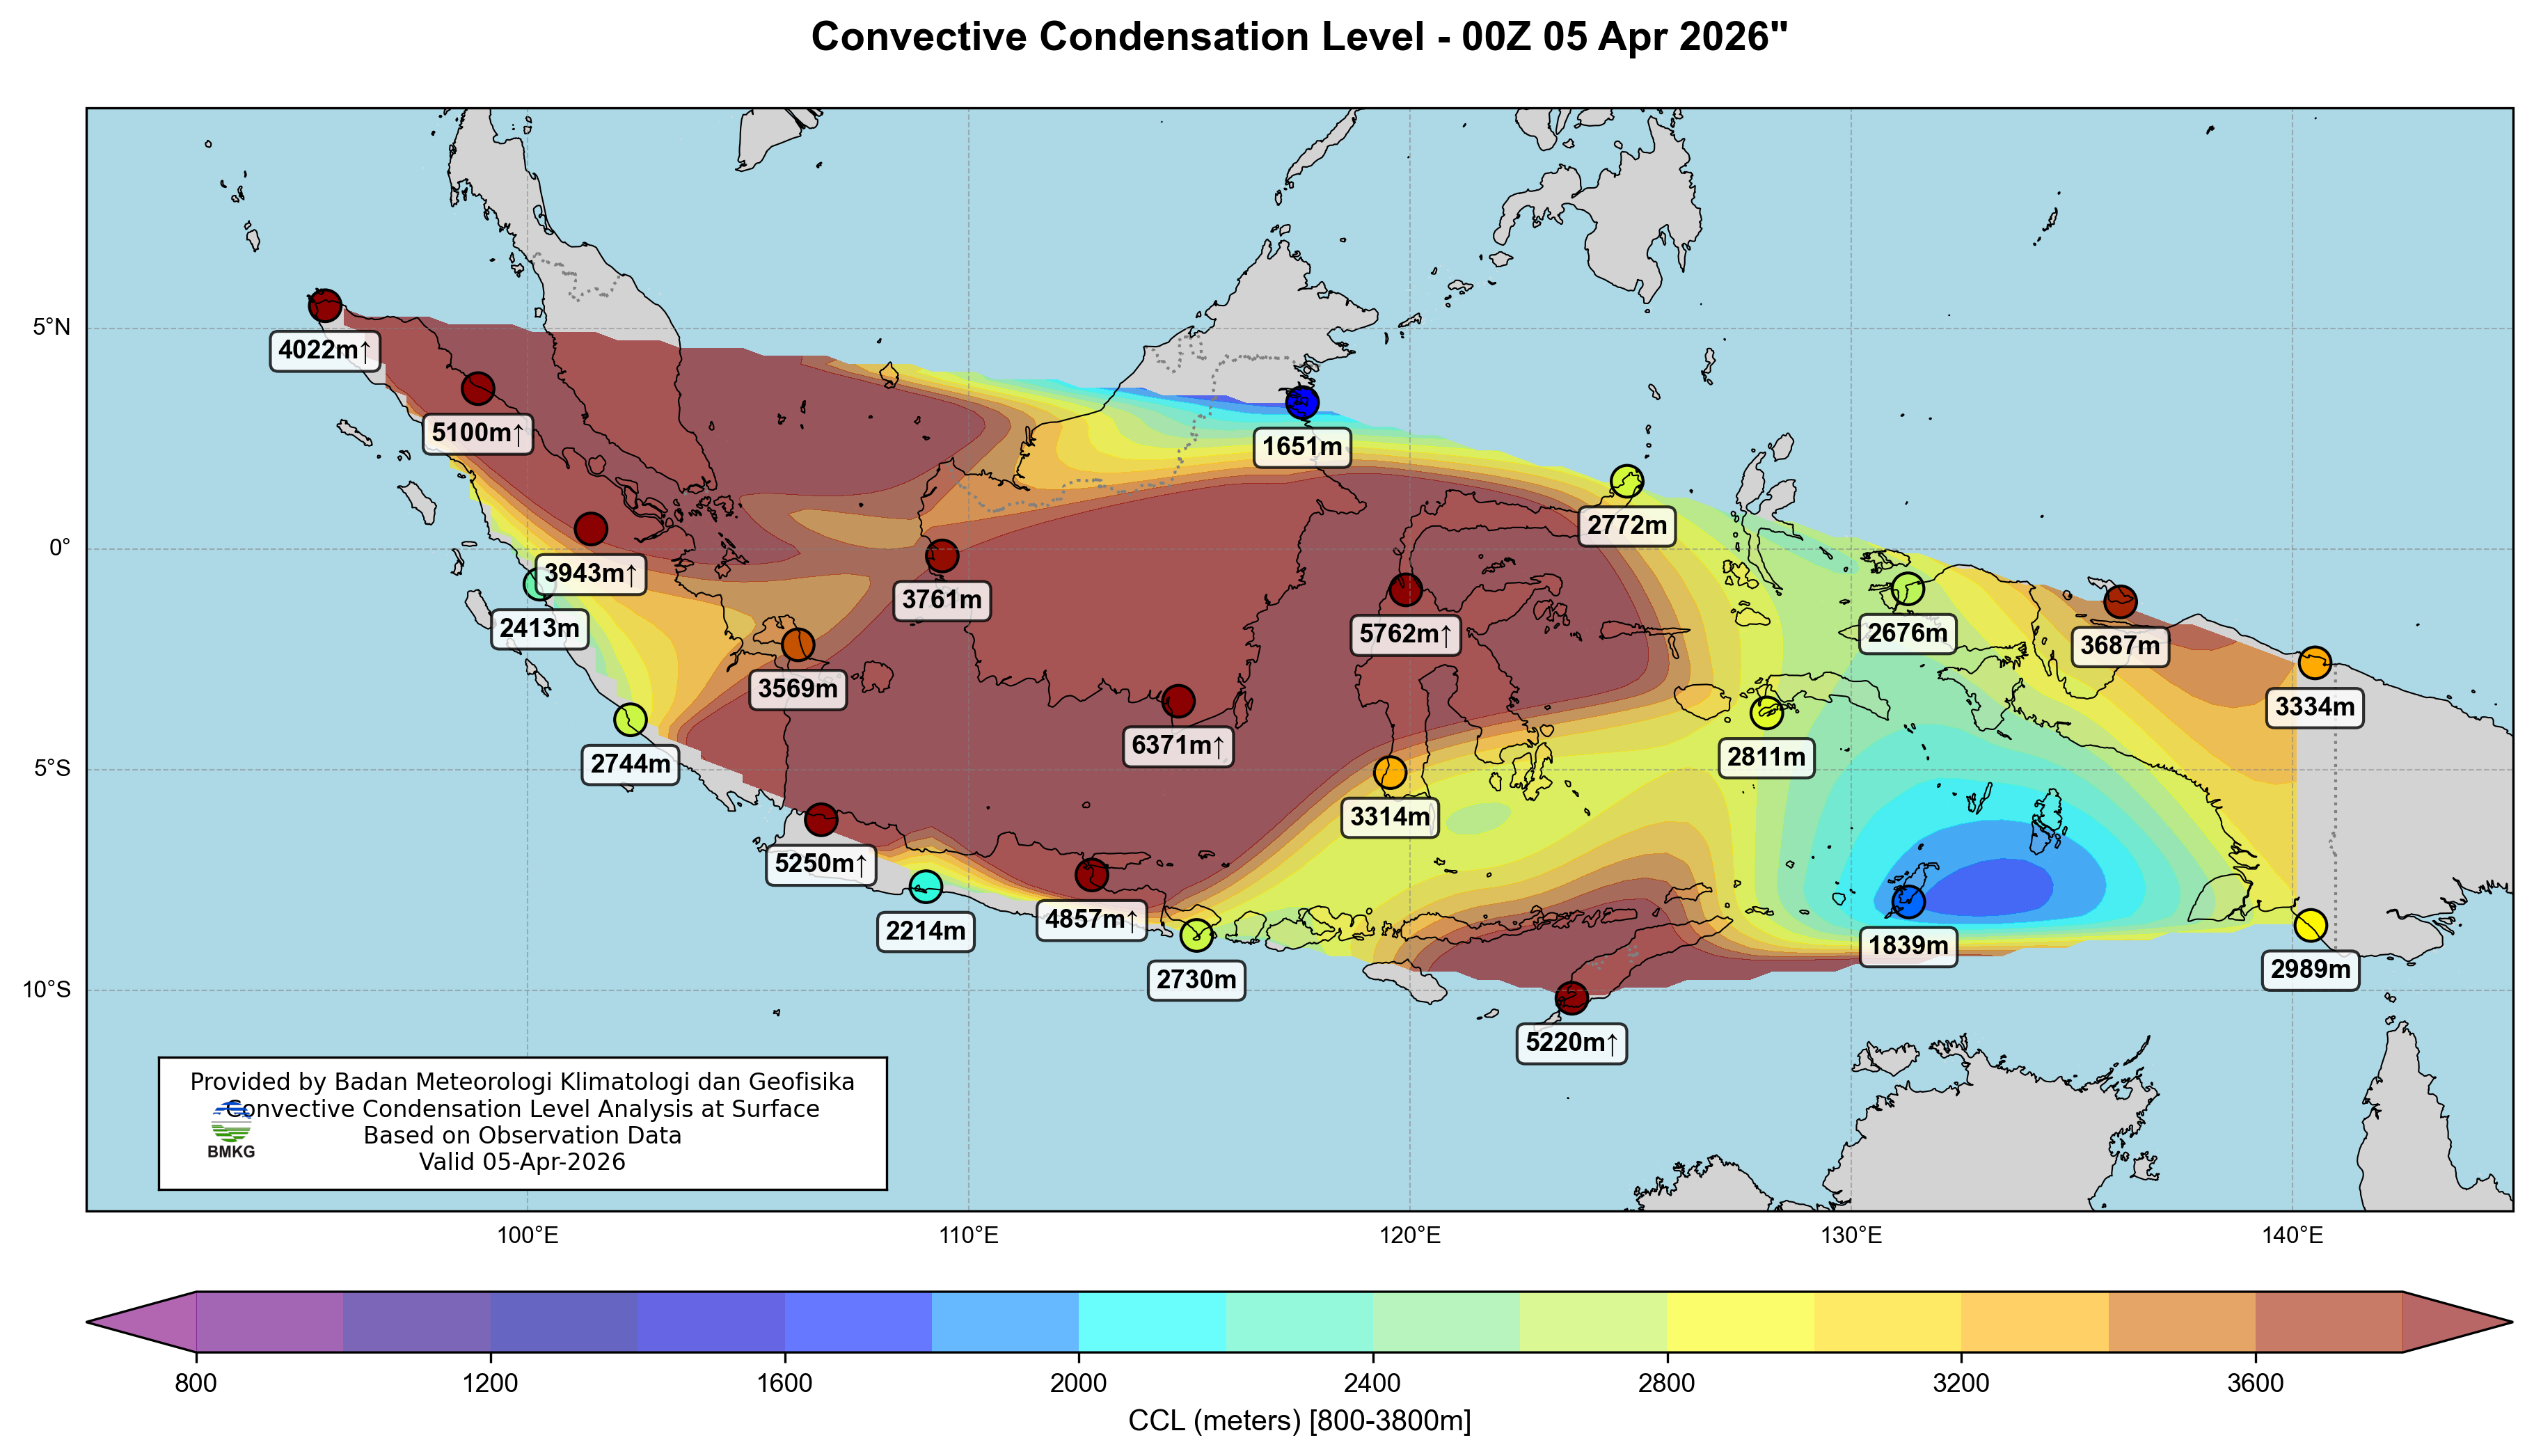 Convective Condensation Level - 00Z 05 Apr 2026"
5°N
0°
5°S
10°S
4022m↑
5100m↑
1651m
2772m
3943m↑
2413m
3761m
5762m↑
2676m
3687m
3569m
3334m
2744m
6371m↑
2811m
3314m
5250m↑
2214m
4857m↑
2730m
1839m
2989m
5220m↑
Provided by Badan Meteorologi Klimatologi dan Geofisika
Convective Condensation Level Analysis at Surface
Based on Observation Data
Valid 05-Apr-2026
BMKG
100°E 110°E 120°E 130°E 140°E
800 1200 1600 2000 2400 2800 3200 3600
CCL (meters) [800-3800m]